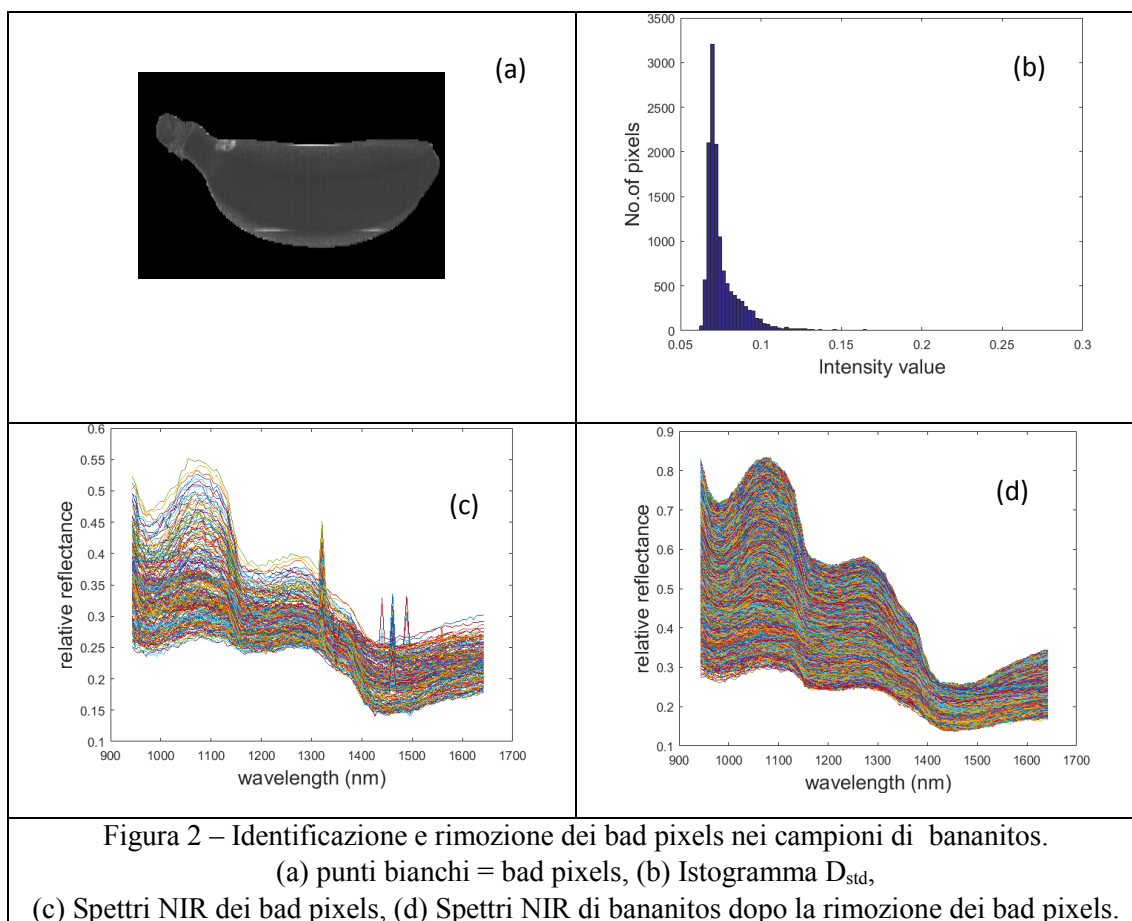 (a)
(b)
3500
3000
2500
2000
1500
1000
500
0
No.of pixels
0.05 0.1 0.15 0.2 0.25 0.3
Intensity value
(c)
0.6
0.55
0.5
0.45
0.4
0.35
0.3
0.25
0.2
0.15
0.1
relative reflectance
900 1000 1100 1200 1300 1400 1500 1600 1700
wavelength (nm)
(d)
0.9
0.8
0.7
0.6
0.5
0.4
0.3
0.2
0.1
relative reflectance
900 1000 1100 1200 1300 1400 1500 1600 1700
wavelength (nm)
Figura 2 – Identificazione e rimozione dei bad pixels nei campioni di bananitos.
(a) punti bianchi = bad pixels, (b) Istogramma Dstd,
(c) Spettri NIR dei bad pixels, (d) Spettri NIR di bananitos dopo la rimozione dei bad pixels.